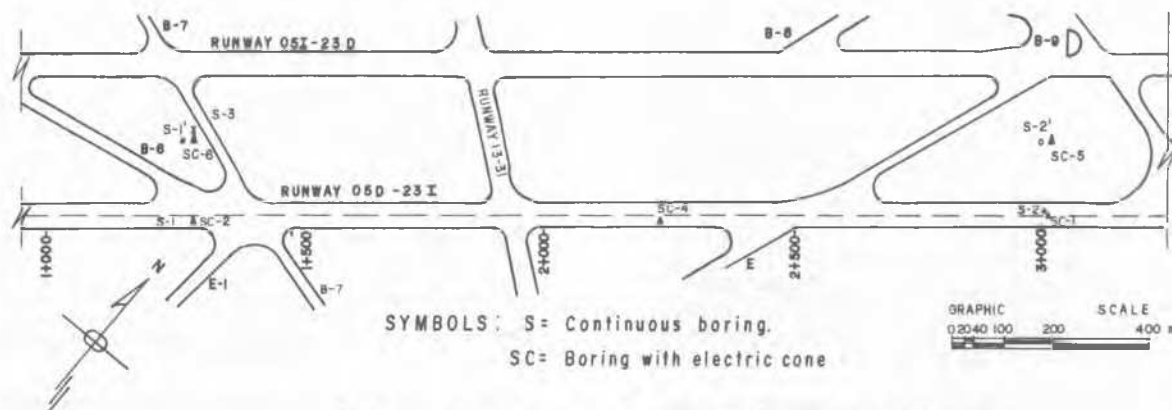 B-7
RUNWAY 05I-23D
B-8
B-9
S-3
S-1'
B-6
SC-6
RUNWAY 13-31
S-2'
SC-5
RUNWAY 05D-23I
S-1
SC-2
SC-4
S-2
SC-1
1+000
1+500
2+000
2+500
3+000
E-1
B-7
E
N
SYMBOLS: S= Continuous boring.
SC= Boring with electric cone
GRAPHIC SCALE
0 20 40 100 200 400 m